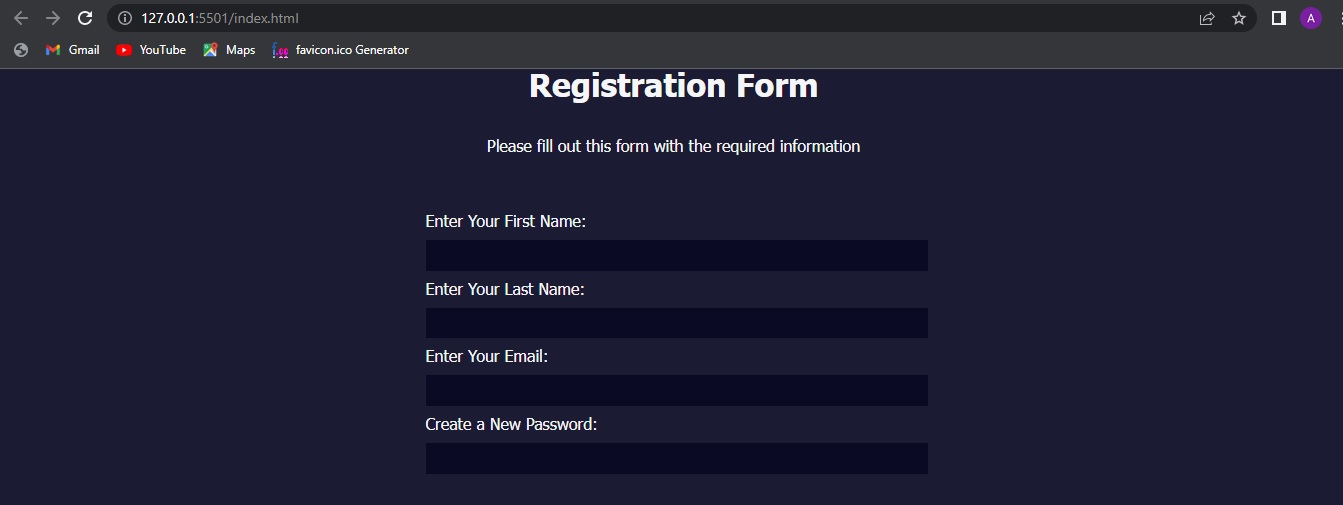 127.0.0.1:5501/index.html
A
Gmail YouTube Maps favicon.ico Generator
Registration Form
Please fill out this form with the required information
Enter Your First Name:
Enter Your Last Name:
Enter Your Email:
Create a New Password: